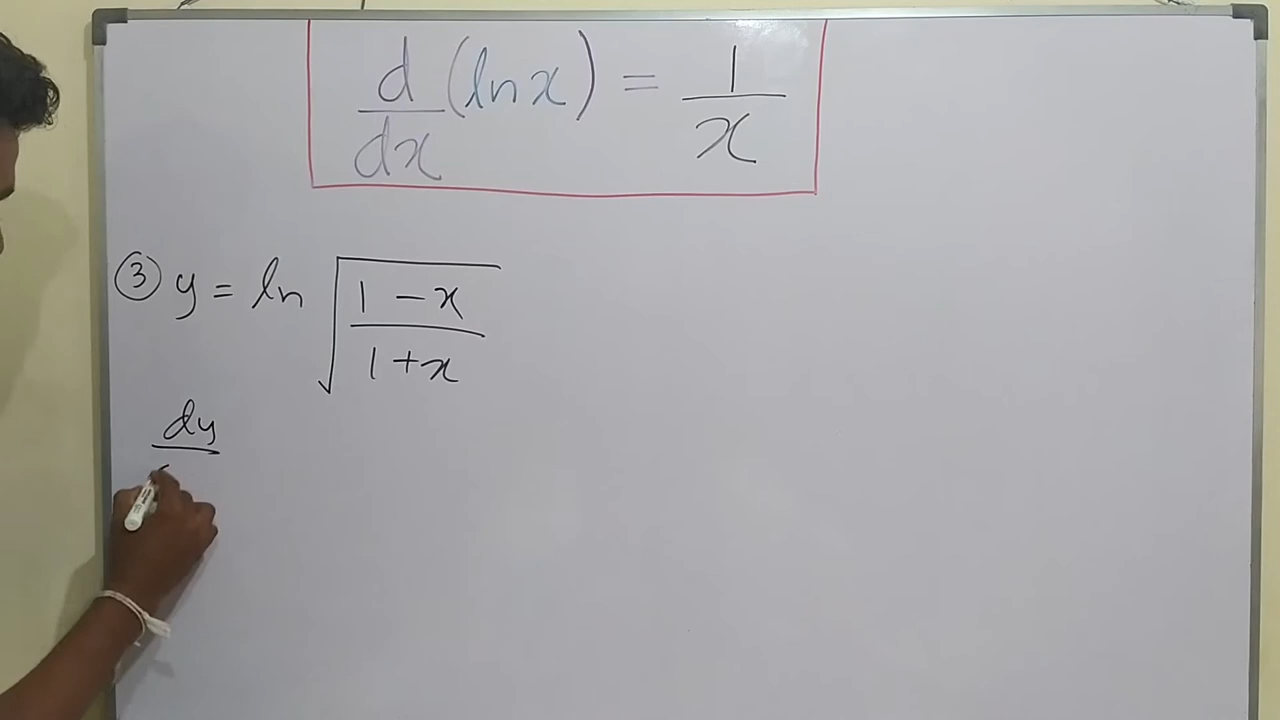 d/dx (ln x) = 1/x
③ y = ln √((1 - x)/(1 + x))
dy